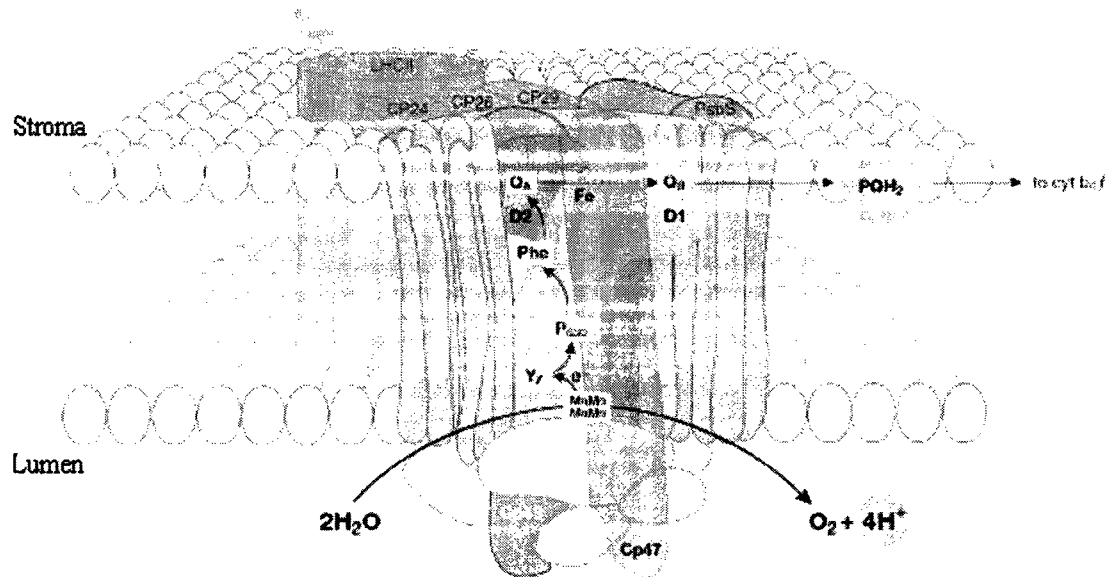 LHCII
CP24 CP26 CP29 PsbS
Stroma
QA Fe QB POH₂ to cyt b₆f
D2 D1
Phe
P₆₈₀
Yz e
MnMn
MnMn
Lumen
2H₂O O₂ + 4H⁺
Cp47